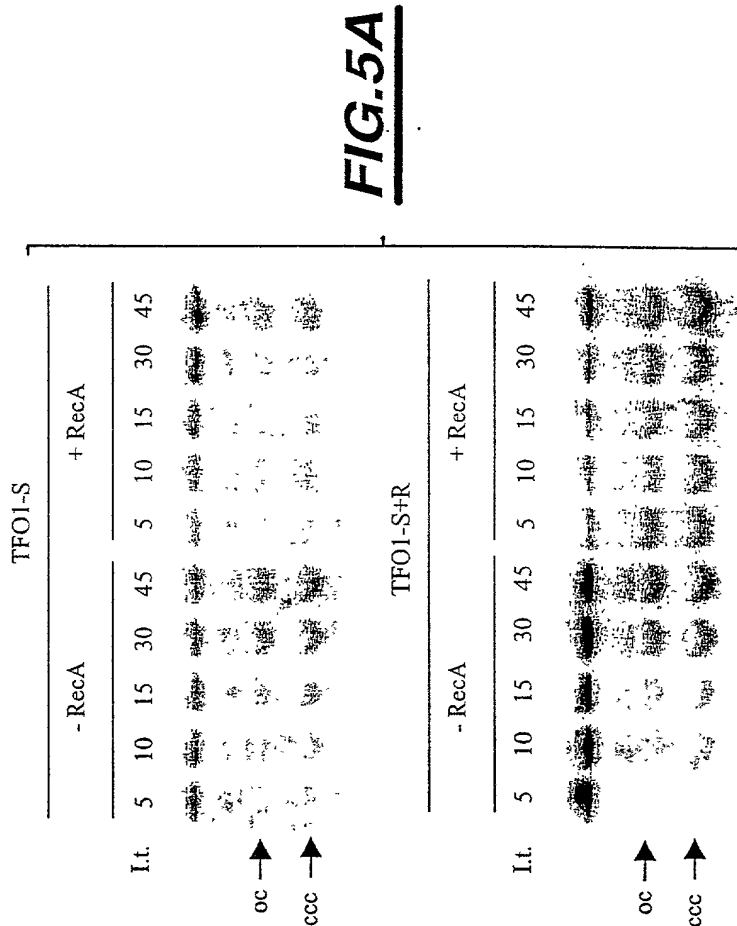 TFO1-S
- RecA + RecA
I.t. 5 10 15 30 45 5 10 15 30 45
oc
ccc
TFO1-S+R
- RecA + RecA
I.t. 5 10 15 30 45 5 10 15 30 45
oc
ccc
FIG.5A